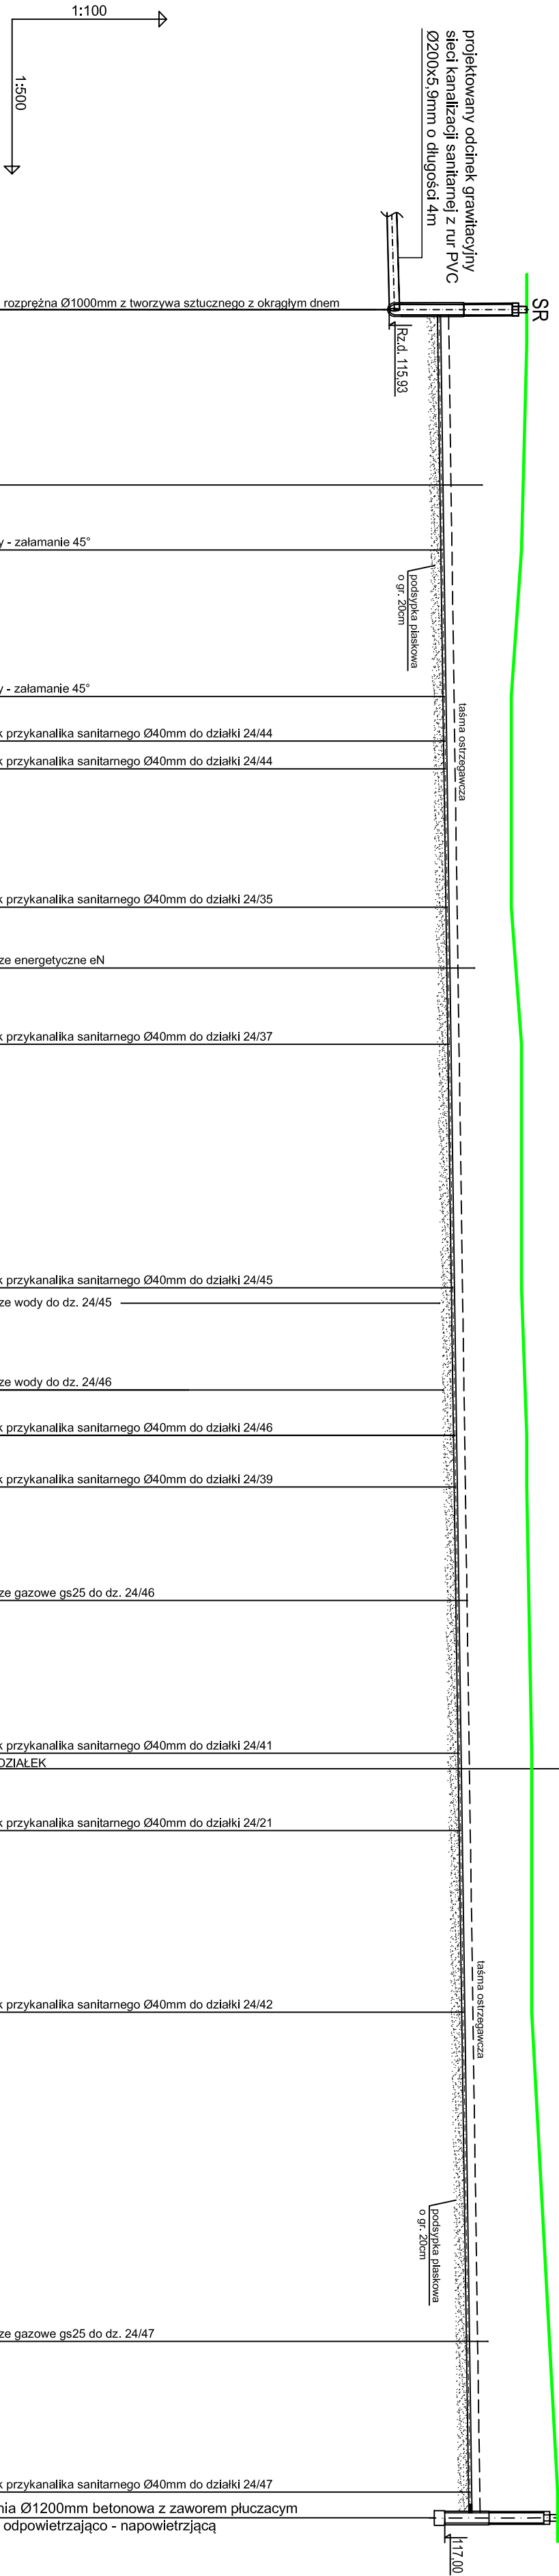 1:100
1:500
projektowany odcinek grawitacyjny
sieci kanalizacji sanitarnej z rur PVC
Ø200x5,9mm o długości 4m
SR
rozprężna Ø1000mm z tworzywa sztucznego z okrągłym dnem
Rz.d. 115,93
y - załamanie 45°
podsypka piaskowa
o gr. 20cm
y - załamanie 45°
taśma ostrzegawcza
k przykanalika sanitarnego Ø40mm do działki 24/44
k przykanalika sanitarnego Ø40mm do działki 24/44
k przykanalika sanitarnego Ø40mm do działki 24/35
ze energetyczne eN
k przykanalika sanitarnego Ø40mm do działki 24/37
k przykanalika sanitarnego Ø40mm do działki 24/45
ze wody do dz. 24/45
ze wody do dz. 24/46
k przykanalika sanitarnego Ø40mm do działki 24/46
k przykanalika sanitarnego Ø40mm do działki 24/39
ze gazowe gs25 do dz. 24/46
k przykanalika sanitarnego Ø40mm do działki 24/41
DZIAŁEK
k przykanalika sanitarnego Ø40mm do działki 24/21
taśma ostrzegawcza
k przykanalika sanitarnego Ø40mm do działki 24/42
podsypka piaskowa
o gr. 20cm
ze gazowe gs25 do dz. 24/47
k przykanalika sanitarnego Ø40mm do działki 24/47
nia Ø1200mm betonowa z zaworem płuczacym
odpowietrzająco - napowietrzjącą
117,00